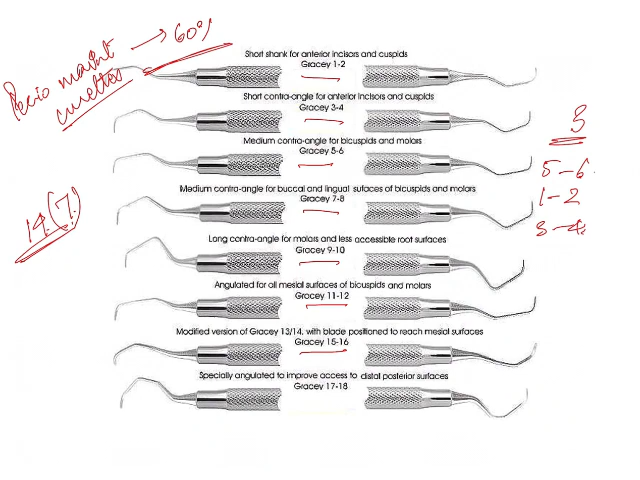 Perio maint → 60%
curettes
Short shank for anterior incisors and cuspids
Gracey 1-2
Short contra-angle for anterior incisors and cuspids
Gracey 3-4
Medium contra-angle for bicuspids and molars
Gracey 5-6
Medium contra-angle for buccal and lingual sufaces of bicuspids and molars
Gracey 7-8
Long contra-angle for molars and less accessible root surfaces
Gracey 9-10
Angulated for all mesial surfaces of bicuspids and molars
Gracey 11-12
Modified version of Gracey 13/14, with blade positioned to reach mesial surfaces
Gracey 15-16
Specially angulated to improve access to distal posterior surfaces
Gracey 17-18
14 (7)
3
5-6
1-2
3-4